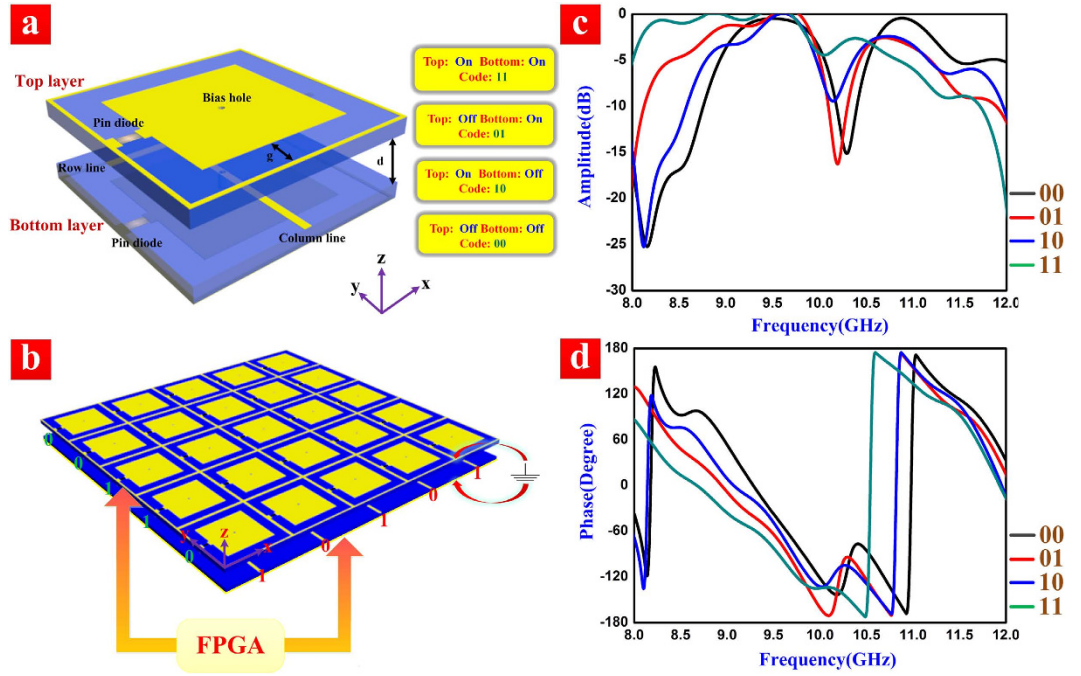 a
Top layer
Bias hole
Pin diode
g
d
Row line
Bottom layer
Pin diode
Column line
z
y
x
Top: On Bottom: On
Code: 11
Top: Off Bottom: On
Code: 01
Top: On Bottom: Off
Code: 10
Top: Off Bottom: Off
Code: 00
b
0
0
1
1
0
z
y
x
1
0
1
0
1
FPGA
c
0
-5
-10
-15
-20
-25
-30
Amplitude(dB)
8.0 8.5 9.0 9.5 10.0 10.5 11.0 11.5 12.0
Frequency(GHz)
00
01
10
11
d
180
120
60
0
-60
-120
-180
Phase(Degree)
8.0 8.5 9.0 9.5 10.0 10.5 11.0 11.5 12.0
Frequency(GHz)
00
01
10
11